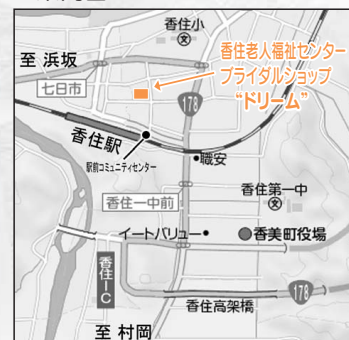 香住小
文
至 浜坂
七日市
香住老人福祉センター
ブライダルショップ
“ドリーム”
178
香住駅
駅前コミュニティセンター
職安
香住一中前
香住第一中
文
イートバリュー
香美町役場
香住IC
178
香住高架橋
至 村岡